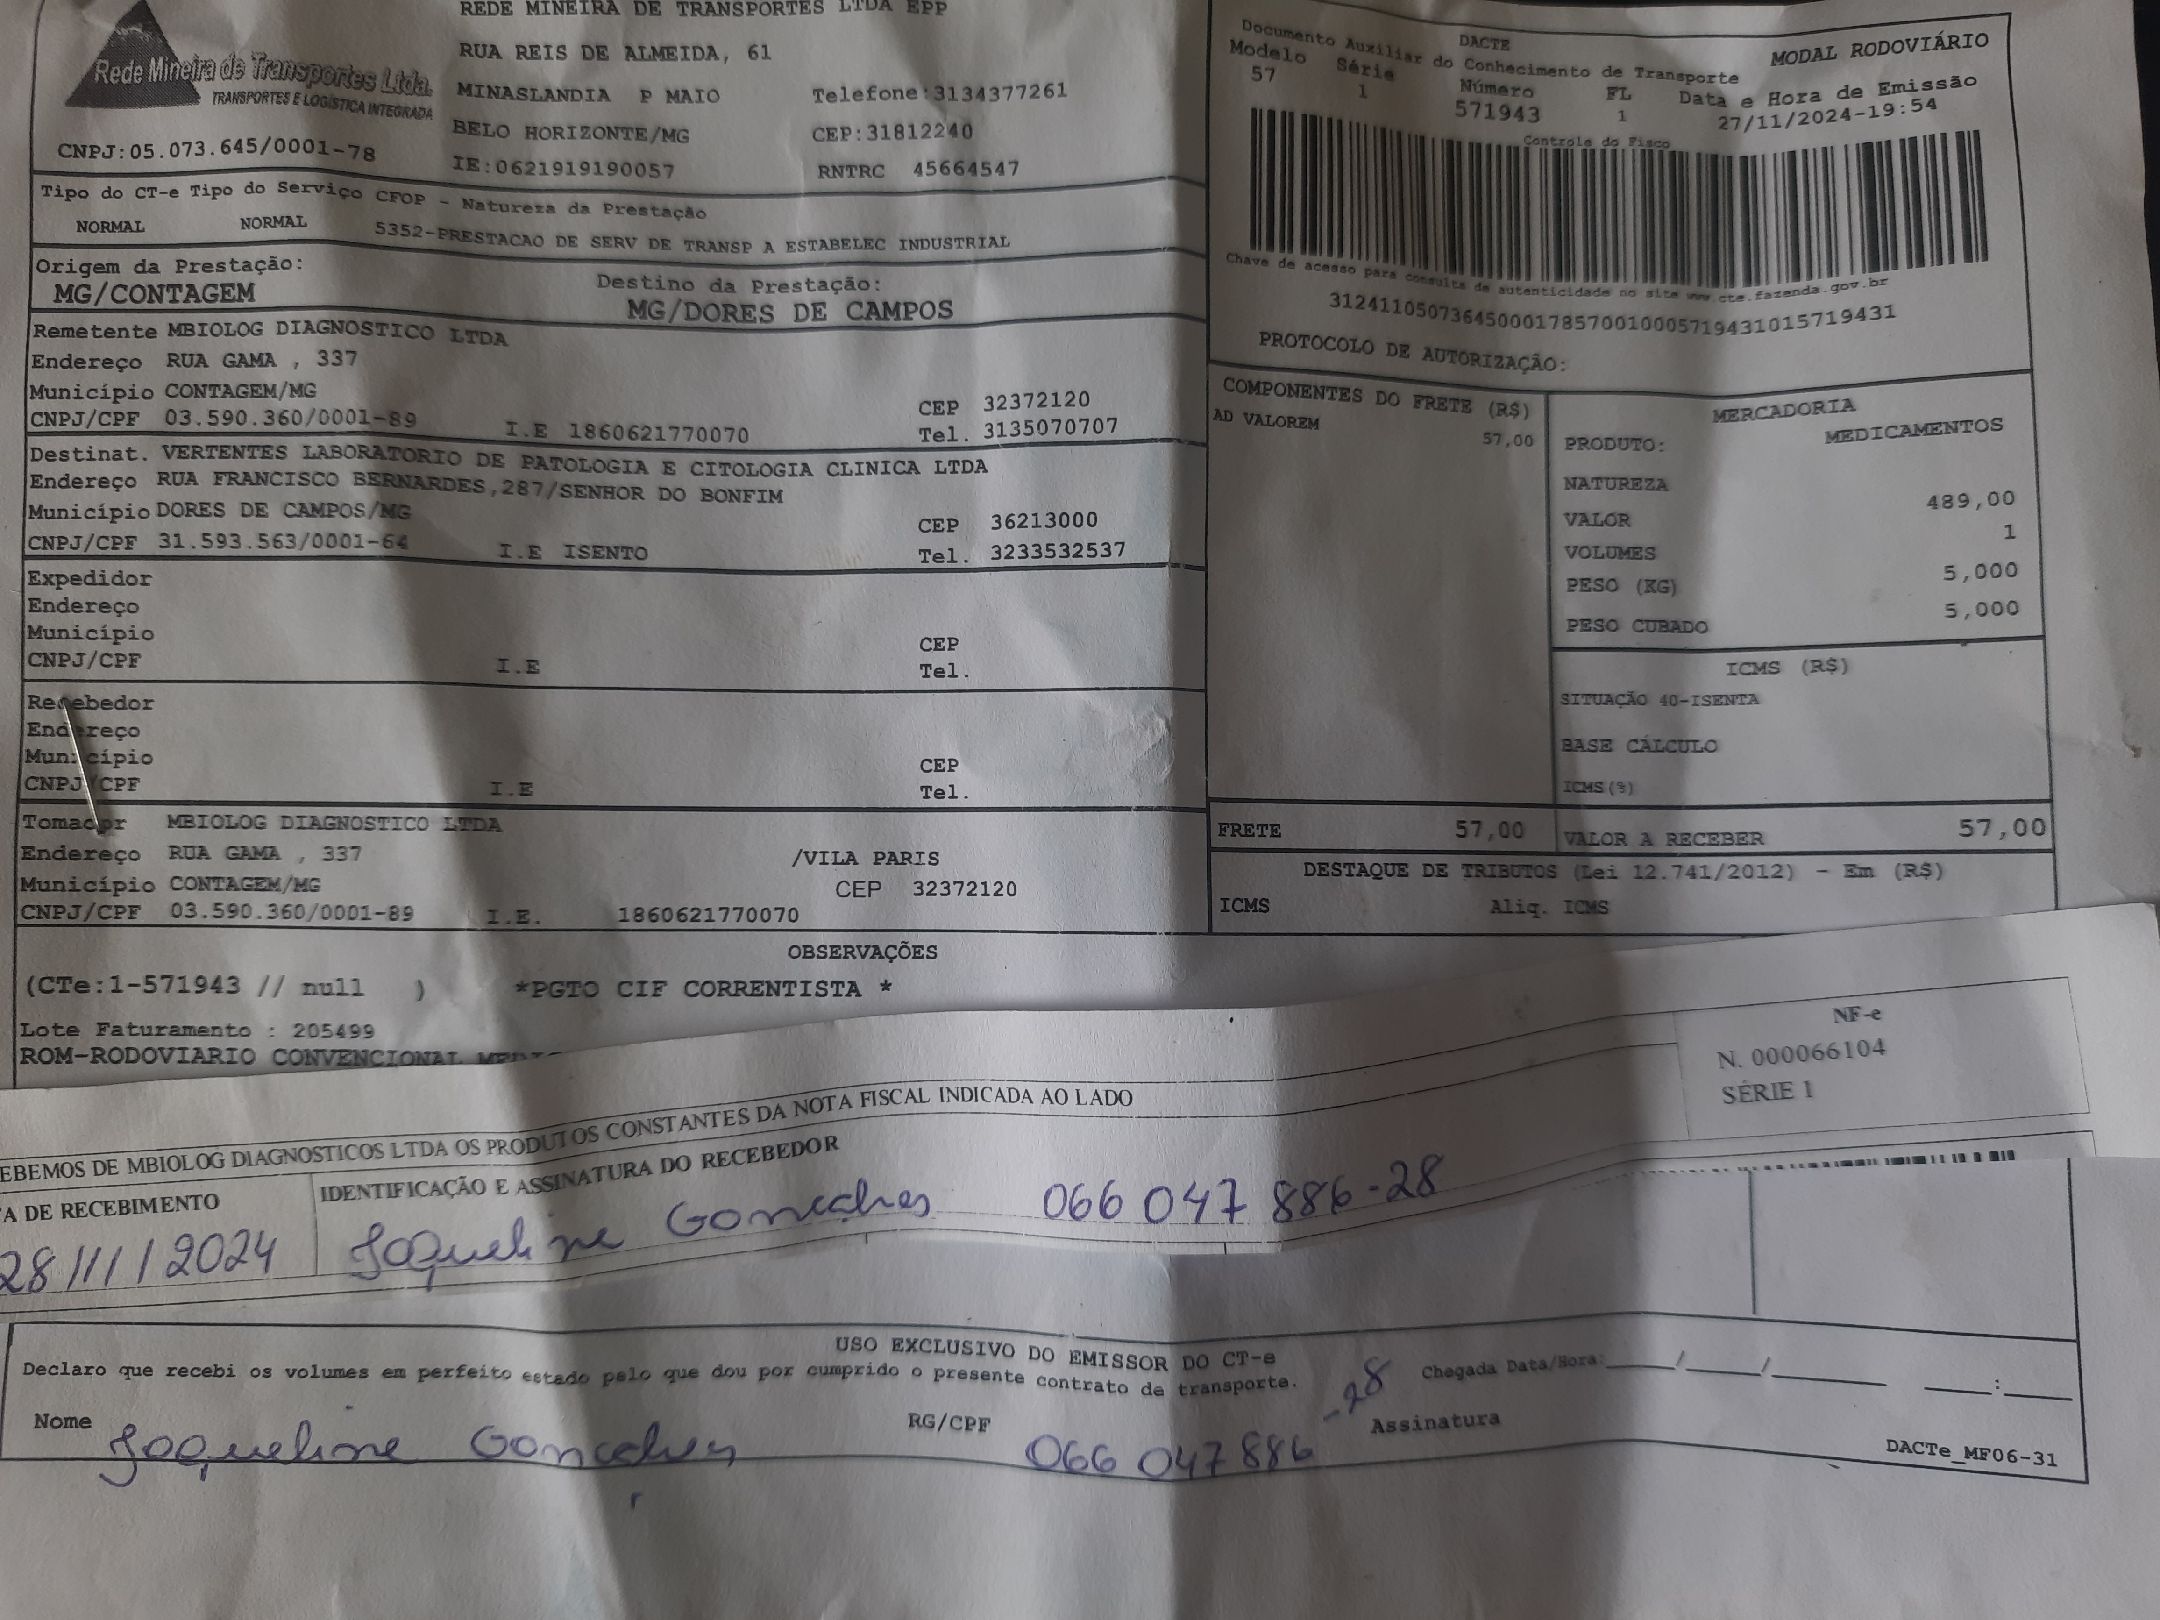 REDE MINEIRA DE TRANSPORTES LTDA EPP
Rede Mineira de Transportes Ltda.
TRANSPORTES E LOGÍSTICA INTEGRADA
CNPJ:05.073.645/0001-78
RUA REIS DE ALMEIDA, 61
MINASLANDIA P MAIO Telefone:3134377261
BELO HORIZONTE/MG CEP:31812240
IE:0621919190057 RNTRC 45664547
DACTE MODAL RODOVIÁRIO
Documento Auxiliar do Conhecimento de Transporte
Modelo Série Número FL Data e Hora de Emissão
57 1 571943 1 27/11/2024-19:54
Controle do Fisco
Chave de acesso para consulta de autenticidade no site www.cte.fazenda.gov.br
31241105073645000178570010005719431015719431
PROTOCOLO DE AUTORIZAÇÃO:
Tipo do CT-e Tipo do Serviço CFOP - Natureza da Prestação
NORMAL NORMAL 5352-PRESTACAO DE SERV DE TRANSP A ESTABELEC INDUSTRIAL
Origem da Prestação: Destino da Prestação:
MG/CONTAGEM MG/DORES DE CAMPOS
Remetente MBIOLOG DIAGNOSTICO LTDA
Endereço RUA GAMA , 337
Município CONTAGEM/MG CEP 32372120
CNPJ/CPF 03.590.360/0001-89 I.E 1860621770070 Tel. 3135070707
Destinat. VERTENTES LABORATORIO DE PATOLOGIA E CITOLOGIA CLINICA LTDA
Endereço RUA FRANCISCO BERNARDES,287/SENHOR DO BONFIM
Município DORES DE CAMPOS/MG CEP 36213000
CNPJ/CPF 31.593.563/0001-64 I.E ISENTO Tel. 3233532537
Expedidor
Endereço
Município CEP
CNPJ/CPF I.E Tel.
Recebedor
Endereço
Município CEP
CNPJ/CPF I.E Tel.
Tomador MBIOLOG DIAGNOSTICO LTDA
Endereço RUA GAMA , 337 /VILA PARIS
Município CONTAGEM/MG CEP 32372120
CNPJ/CPF 03.590.360/0001-89 I.E. 1860621770070
COMPONENTES DO FRETE (R$)
AD VALOREM 57,00
MERCADORIA
PRODUTO: MEDICAMENTOS
NATUREZA
VALOR 489,00
VOLUMES 1
PESO (KG) 5,000
PESO CUBADO 5,000
ICMS (R$)
SITUAÇÃO 40-ISENTA
BASE CÁLCULO
ICMS(%)
FRETE 57,00 VALOR A RECEBER 57,00
DESTAQUE DE TRIBUTOS (Lei 12.741/2012) - Em (R$)
ICMS Aliq. ICMS
OBSERVAÇÕES
(CTe:1-571943 // null ) *PGTO CIF CORRENTISTA *
Lote Faturamento : 205499
ROM-RODOVIARIO CONVENCIONAL
NF-e
N. 000066104
SÉRIE 1
EBEMOS DE MBIOLOG DIAGNOSTICOS LTDA OS PRODUTOS CONSTANTES DA NOTA FISCAL INDICADA AO LADO
A DE RECEBIMENTO IDENTIFICAÇÃO E ASSINATURA DO RECEBEDOR
28/11/2024 Jaqueline Goncalves 066 047 886-28
USO EXCLUSIVO DO EMISSOR DO CT-e
Declaro que recebi os volumes em perfeito estado pelo que dou por cumprido o presente contrato de transporte. Chegada Data/Hora:____/____/____ ____:____
Nome Jaqueline Goncalves RG/CPF 066 047 886-28 Assinatura
DACTe_MF06-31